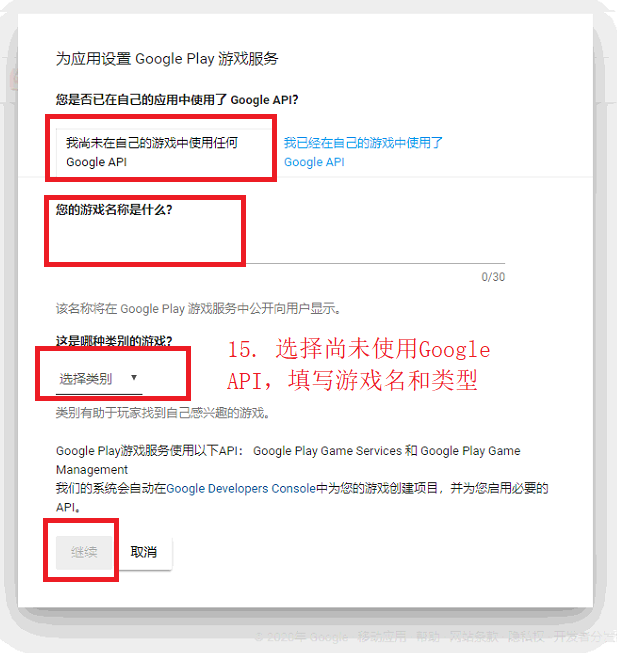 为应用设置 Google Play 游戏服务
您是否已在自己的应用中使用了 Google API?
我尚未在自己的游戏中使用任何
Google API
我已经在自己的游戏中使用了
Google API
您的游戏名称是什么?
0/30
该名称将在 Google Play 游戏服务中公开向用户显示。
这是哪种类别的游戏?
选择类别
15. 选择尚未使用Google
API, 填写游戏名和类型
类别有助于玩家找到自己感兴趣的游戏。
Google Play游戏服务使用以下API： Google Play Game Services 和 Google Play Game
Management
我们的系统会自动在Google Developers Console中为您的游戏创建项目，并为您启用必要的
API。
继续
取消
© 2020年 Google 移动应用 帮助 网站条款 隐私权 开发者分发